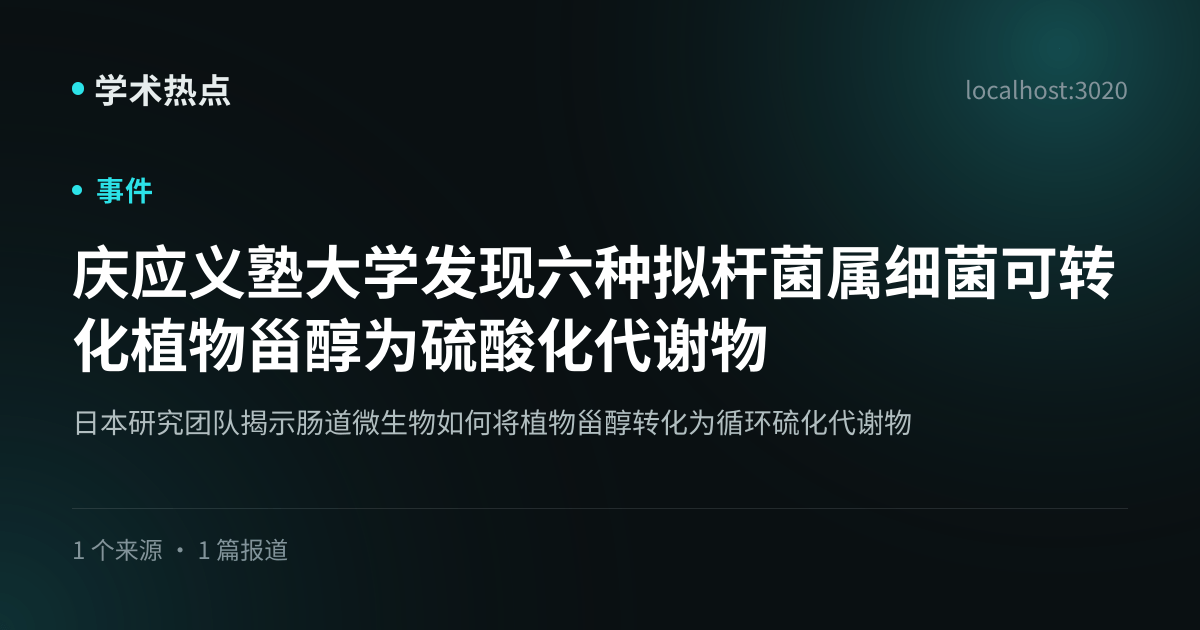 学术热点
localhost:3020
事件
庆应义塾大学发现六种拟杆菌属细菌可转
化植物甾醇为硫酸化代谢物
日本研究团队揭示肠道微生物如何将植物甾醇转化为循环硫化代谢物
1 个来源 · 1 篇报道